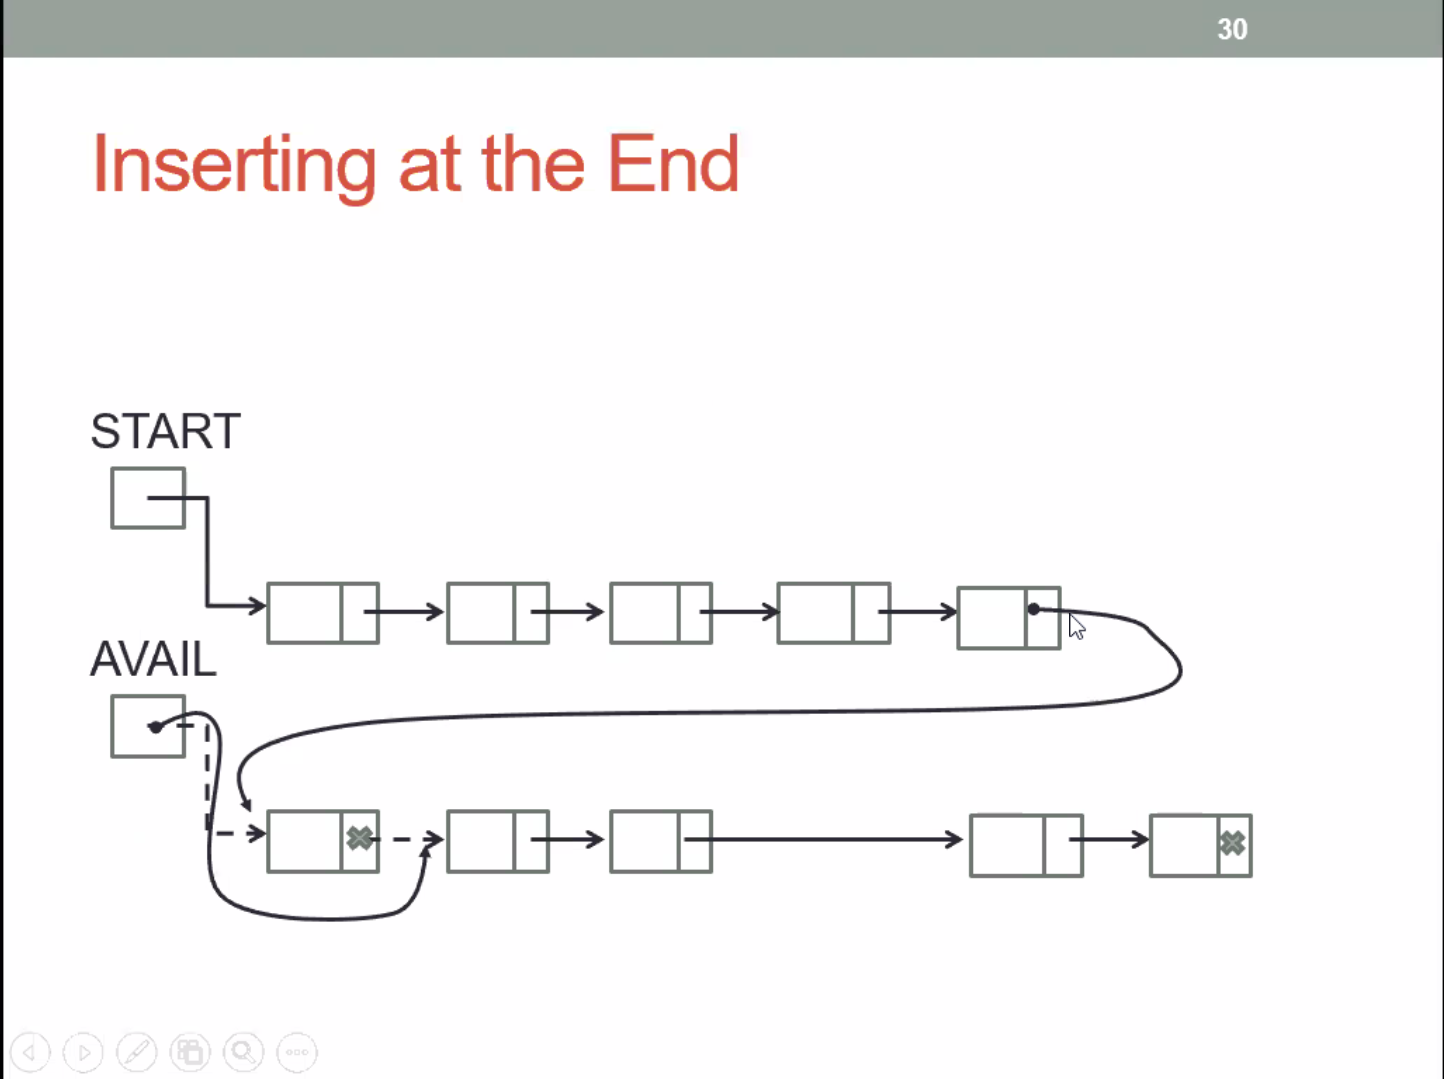 30
Inserting at the End
START
AVAIL